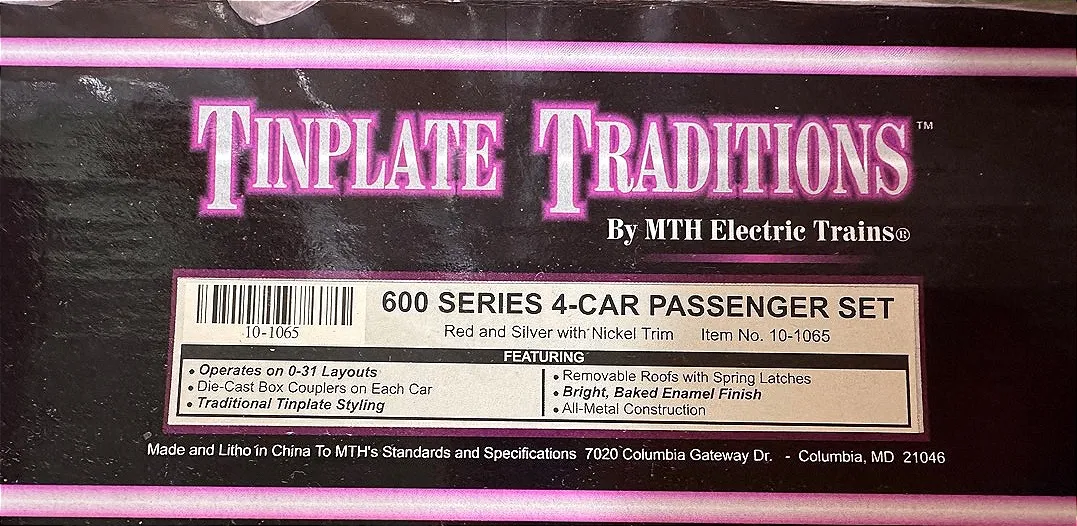 TINPLATE TRADITIONS™
By MTH Electric Trains®
600 SERIES 4-CAR PASSENGER SET
10-1065
Red and Silver with Nickel Trim Item No. 10-1065
FEATURING
• Operates on 0-31 Layouts
• Die-Cast Box Couplers on Each Car
• Traditional Tinplate Styling
• Removable Roofs with Spring Latches
• Bright, Baked Enamel Finish
• All-Metal Construction
Made and Litho in China To MTH's Standards and Specifications 7020 Columbia Gateway Dr. - Columbia, MD 21046